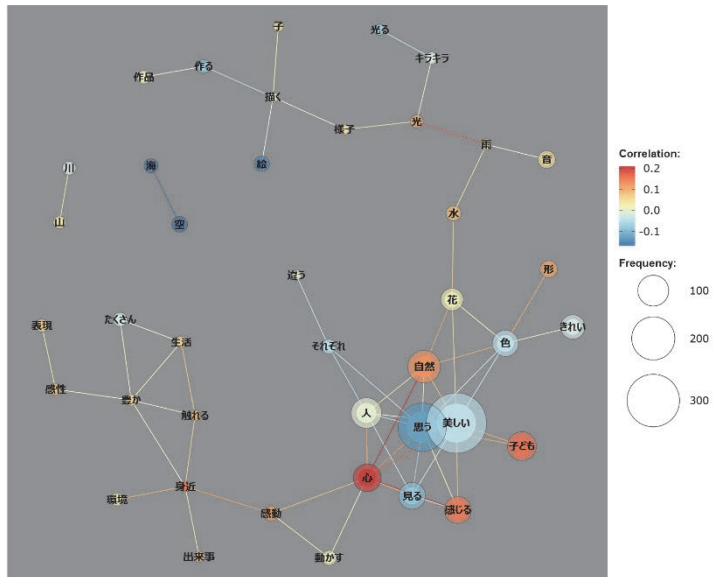 子
光る
キラキラ
作る
作品
描く
様子
光
雨
音
絵
川
海
山
空
水
形
違う
花
たくさん
きれい
表現
生活
それぞれ
色
感性
自然
豊か
触れる
人
思う
美しい
子ども
心
身近
見る
環境
感動
感じる
出来事
動かす
Correlation:
0.2
0.1
0.0
-0.1
Frequency:
100
200
300